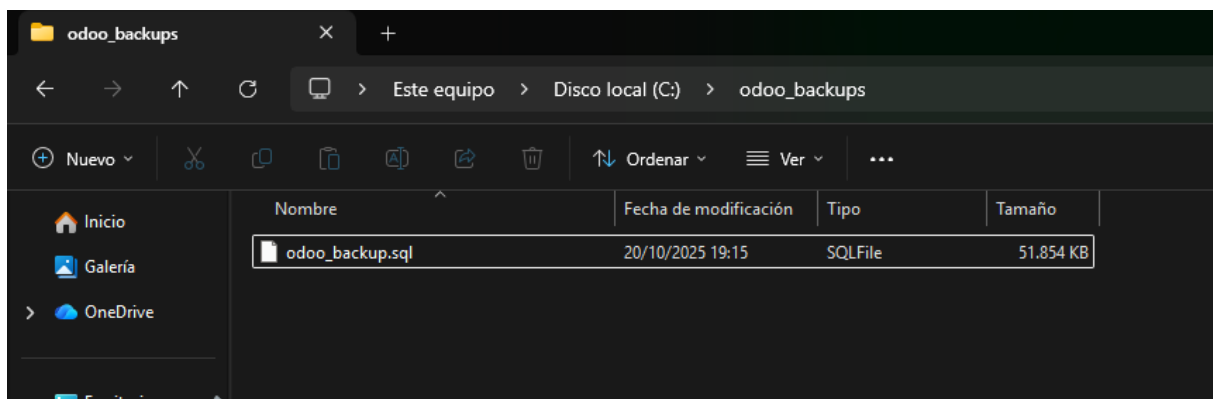 odoo_backups
Este equipo > Disco local (C:) > odoo_backups
Nuevo
Ordenar
Ver
Inicio
Galería
OneDrive
Nombre Fecha de modificación Tipo Tamaño
odoo_backup.sql 20/10/2025 19:15 SQLFile 51.854 KB